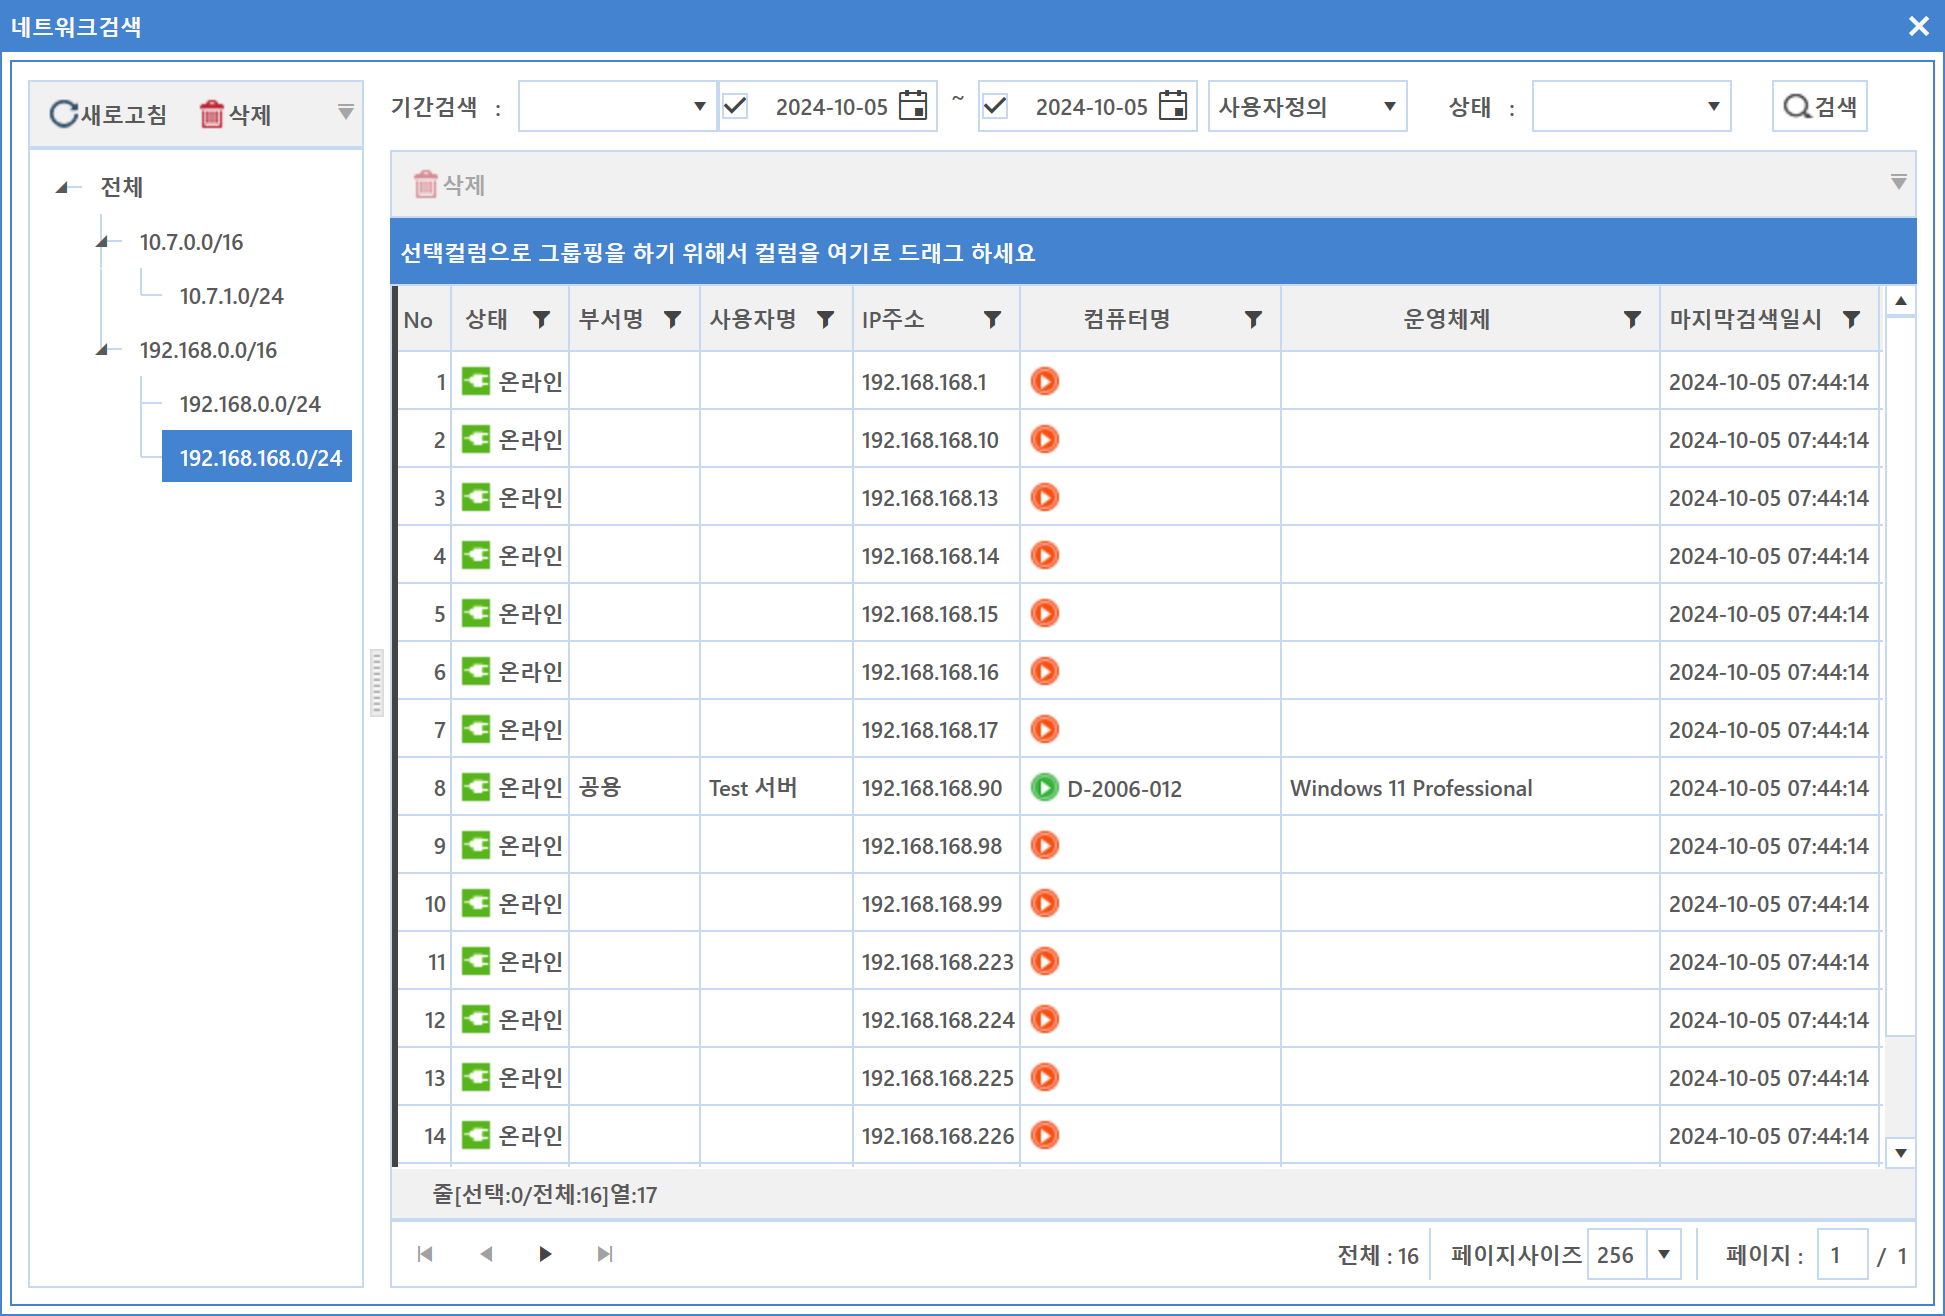 네트워크검색
새로고침 삭제
기간검색 : 2024-10-05 ~ 2024-10-05 사용자정의 상태 : 검색
전체
10.7.0.0/16
10.7.1.0/24
192.168.0.0/16
192.168.0.0/24
192.168.168.0/24
삭제
선택컬럼으로 그룹핑을 하기 위해서 컬럼을 여기로 드래그 하세요
No 상태 부서명 사용자명 IP주소 컴퓨터명 운영체제 마지막검색일시
1 온라인 192.168.168.1 2024-10-05 07:44:14
2 온라인 192.168.168.10 2024-10-05 07:44:14
3 온라인 192.168.168.13 2024-10-05 07:44:14
4 온라인 192.168.168.14 2024-10-05 07:44:14
5 온라인 192.168.168.15 2024-10-05 07:44:14
6 온라인 192.168.168.16 2024-10-05 07:44:14
7 온라인 192.168.168.17 2024-10-05 07:44:14
8 온라인 공용 Test 서버 192.168.168.90 D-2006-012 Windows 11 Professional 2024-10-05 07:44:14
9 온라인 192.168.168.98 2024-10-05 07:44:14
10 온라인 192.168.168.99 2024-10-05 07:44:14
11 온라인 192.168.168.223 2024-10-05 07:44:14
12 온라인 192.168.168.224 2024-10-05 07:44:14
13 온라인 192.168.168.225 2024-10-05 07:44:14
14 온라인 192.168.168.226 2024-10-05 07:44:14
줄[선택:0/전체:16]열:17
전체 : 16 페이지사이즈 256 페이지 : 1 / 1